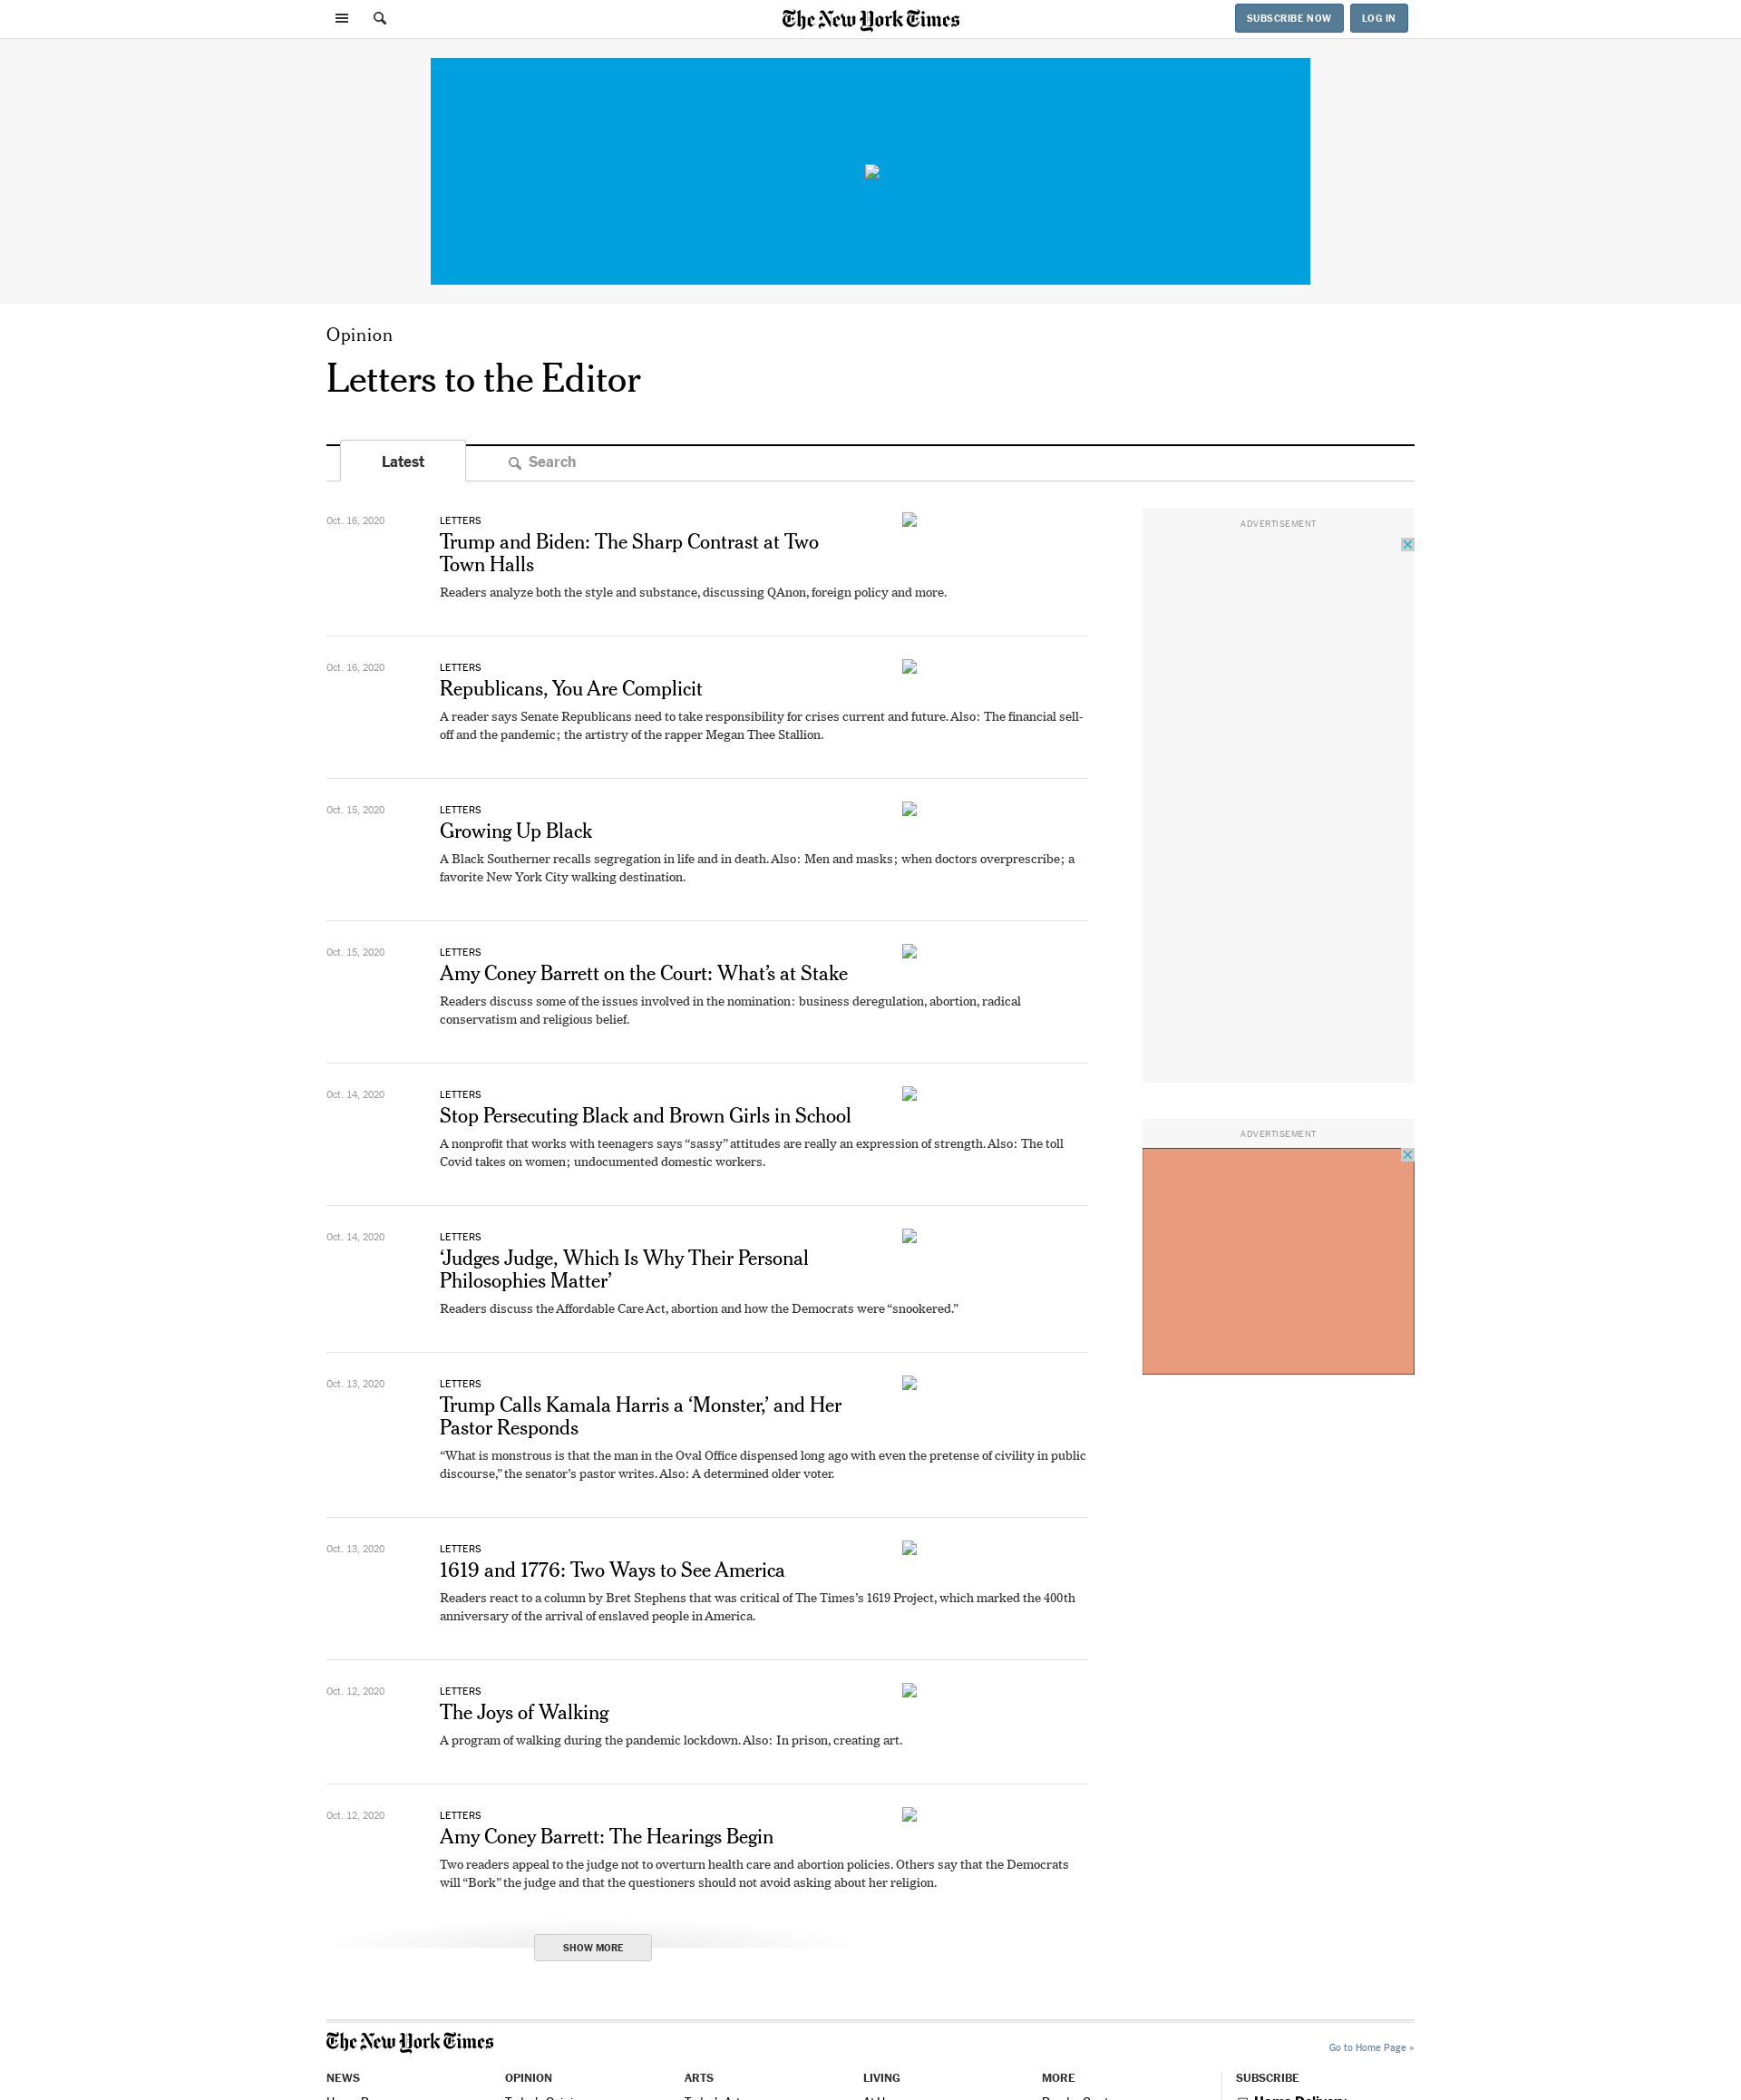 The New York Times
SUBSCRIBE NOW
LOG IN
Opinion
Letters to the Editor
Latest
Search
Oct. 16, 2020
LETTERS
Trump and Biden: The Sharp Contrast at Two
Town Halls
Readers analyze both the style and substance, discussing QAnon, foreign policy and more.
Oct. 16, 2020
LETTERS
Republicans, You Are Complicit
A reader says Senate Republicans need to take responsibility for crises current and future. Also: The financial sell-
off and the pandemic; the artistry of the rapper Megan Thee Stallion.
Oct. 15, 2020
LETTERS
Growing Up Black
A Black Southerner recalls segregation in life and in death. Also: Men and masks; when doctors overprescribe; a
favorite New York City walking destination.
Oct. 15, 2020
LETTERS
Amy Coney Barrett on the Court: What’s at Stake
Readers discuss some of the issues involved in the nomination: business deregulation, abortion, radical
conservatism and religious belief.
Oct. 14, 2020
LETTERS
Stop Persecuting Black and Brown Girls in School
A nonprofit that works with teenagers says “sassy” attitudes are really an expression of strength. Also: The toll
Covid takes on women; undocumented domestic workers.
Oct. 14, 2020
LETTERS
‘Judges Judge, Which Is Why Their Personal
Philosophies Matter’
Readers discuss the Affordable Care Act, abortion and how the Democrats were “snookered.”
Oct. 13, 2020
LETTERS
Trump Calls Kamala Harris a ‘Monster,’ and Her
Pastor Responds
“What is monstrous is that the man in the Oval Office dispensed long ago with even the pretense of civility in public
discourse,” the senator’s pastor writes. Also: A determined older voter.
Oct. 13, 2020
LETTERS
1619 and 1776: Two Ways to See America
Readers react to a column by Bret Stephens that was critical of The Times’s 1619 Project, which marked the 400th
anniversary of the arrival of enslaved people in America.
Oct. 12, 2020
LETTERS
The Joys of Walking
A program of walking during the pandemic lockdown. Also: In prison, creating art.
Oct. 12, 2020
LETTERS
Amy Coney Barrett: The Hearings Begin
Two readers appeal to the judge not to overturn health care and abortion policies. Others say that the Democrats
will “Bork” the judge and that the questioners should not avoid asking about her religion.
SHOW MORE
ADVERTISEMENT
ADVERTISEMENT
The New York Times
Go to Home Page »
NEWS
OPINION
ARTS
LIVING
MORE
SUBSCRIBE
Home Delivery